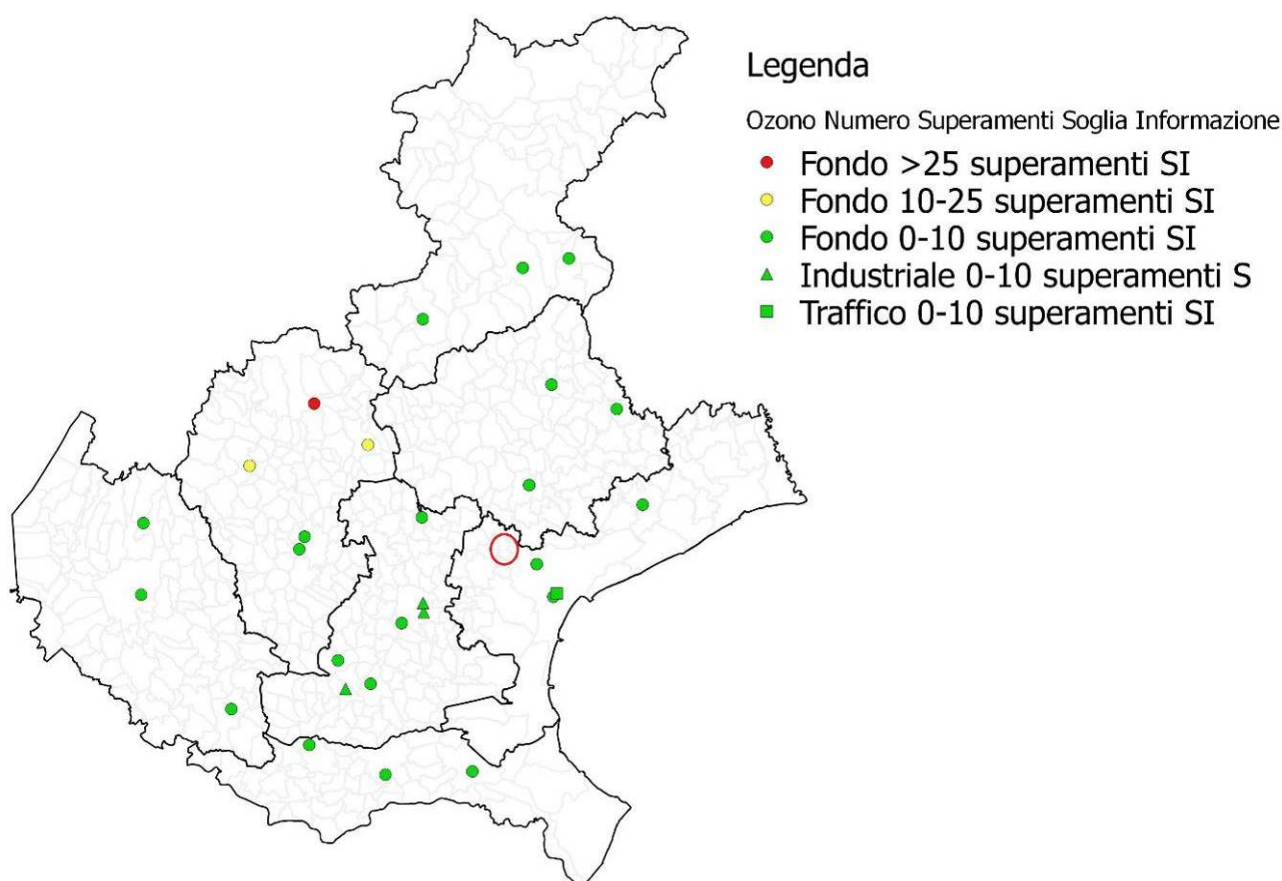 Legenda
Ozono Numero Superamenti Soglia Informazione
Fondo >25 superamenti SI
Fondo 10-25 superamenti SI
Fondo 0-10 superamenti SI
Industriale 0-10 superamenti S
Traffico 0-10 superamenti SI